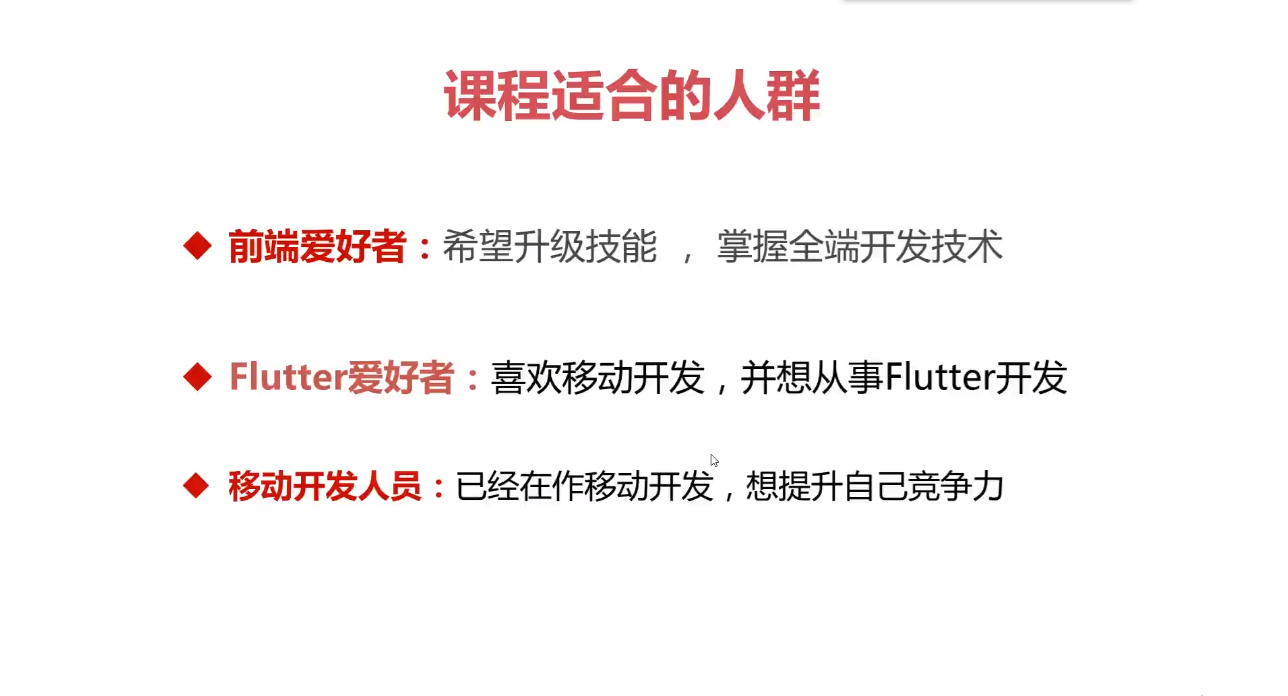 课程适合的人群
前端爱好者：希望升级技能 ， 掌握全端开发技术
Flutter爱好者：喜欢移动开发，并想从事Flutter开发
移动开发人员：已经在作移动开发，想提升自己竞争力